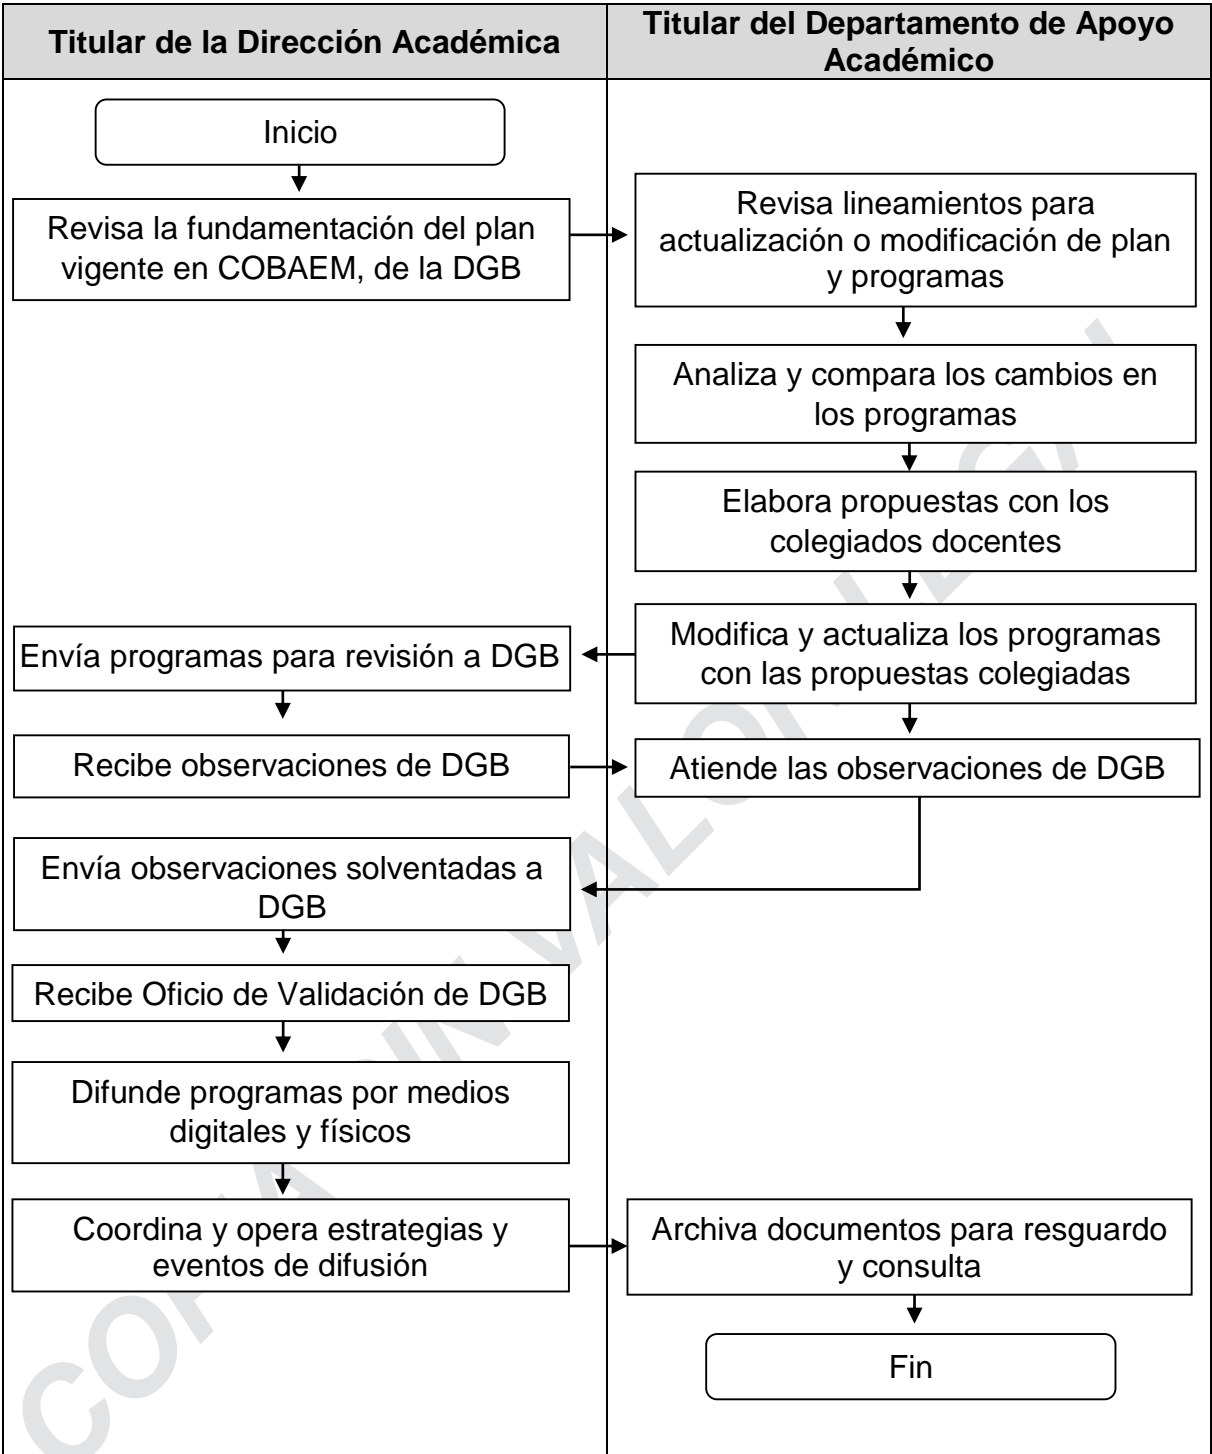 Titular de la Dirección Académica
Titular del Departamento de Apoyo
Académico
Inicio
Revisa la fundamentación del plan
vigente en COBAEM, de la DGB
Revisa lineamientos para
actualización o modificación de plan
y programas
Analiza y compara los cambios en
los programas
Elabora propuestas con los
colegiados docentes
Modifica y actualiza los programas
con las propuestas colegiadas
Envía programas para revisión a DGB
Recibe observaciones de DGB
Atiende las observaciones de DGB
Envía observaciones solventadas a
DGB
Recibe Oficio de Validación de DGB
Difunde programas por medios
digitales y físicos
Coordina y opera estrategias y
eventos de difusión
Archiva documentos para resguardo
y consulta
Fin
COPIA SIN VALOR LEGAL